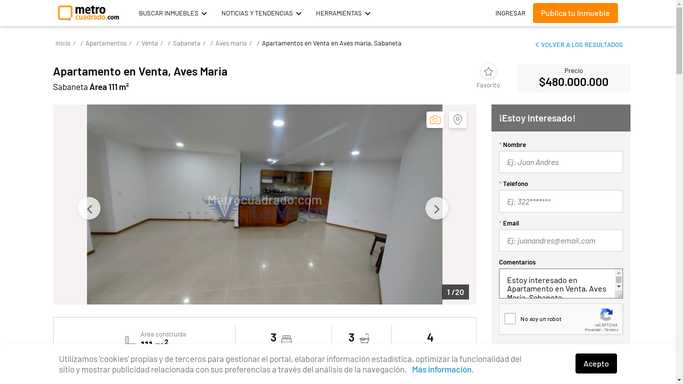 metro
cuadrado.com
BUSCAR INMUEBLES
NOTICIAS Y TENDENCIAS
HERRAMIENTAS
INGRESAR
Publica tu Inmueble
Inicio / / Apartamentos / / Venta / / Sabaneta / / Aves maria / / Apartamentos en Venta en Aves maria, Sabaneta
VOLVER A LOS RESULTADOS
Apartamento en Venta, Aves Maria
Sabaneta Área 111 m²
Favorito
Precio
$480.000.000
Metrocuadrado.com
1 / 20
¡Estoy Interesado!
* Nombre
Ej: Juan Andres
* Telefono
Ej: 322*******
* Email
Ej: juanandres@email.com
Comentarios
Estoy interesado en
Apartamento en Venta, Aves
Maria, Sabaneta
No soy un robot
reCAPTCHA
Privacidad - Términos
Área construida
111 m²
3
3
4
Utilizamos 'cookies' propias y de terceros para gestionar el portal, elaborar información estadística, optimizar la funcionalidad del
sitio y mostrar publicidad relacionada con sus preferencias a través del análisis de la navegación. Más información.
Acepto